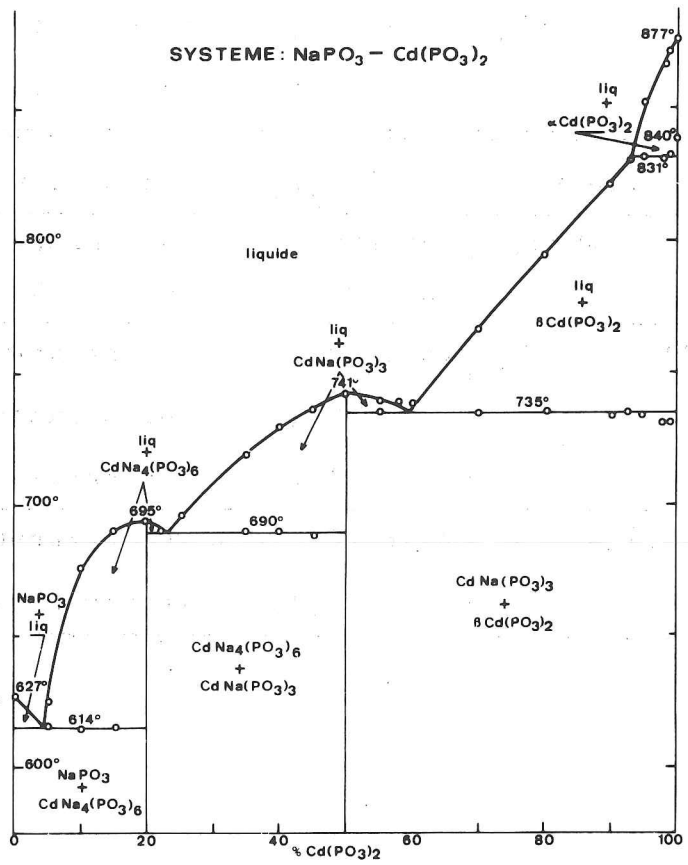 SYSTEME: NaPO3 – Cd(PO3)2
877°
liq
+
αCd(PO3)2
840°
831°
800°
liquide
liq
+
βCd(PO3)2
liq
+
CdNa(PO3)3
741°
735°
liq
+
CdNa4(PO3)6
700°
695°
690°
NaPO3
+
liq
CdNa(PO3)3
+
βCd(PO3)2
CdNa4(PO3)6
+
CdNa(PO3)3
627°
614°
600°
NaPO3
+
CdNa4(PO3)6
0 20 40 60 80 100
% Cd(PO3)2